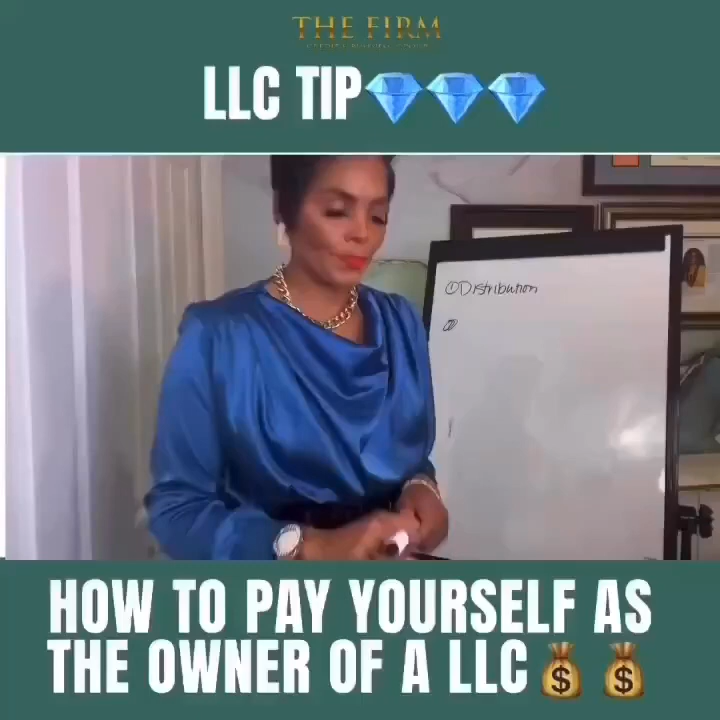 THE FIRM
LLC TIP💎💎💎
①Distribution
HOW TO PAY YOURSELF AS
THE OWNER OF A LLC💰💰